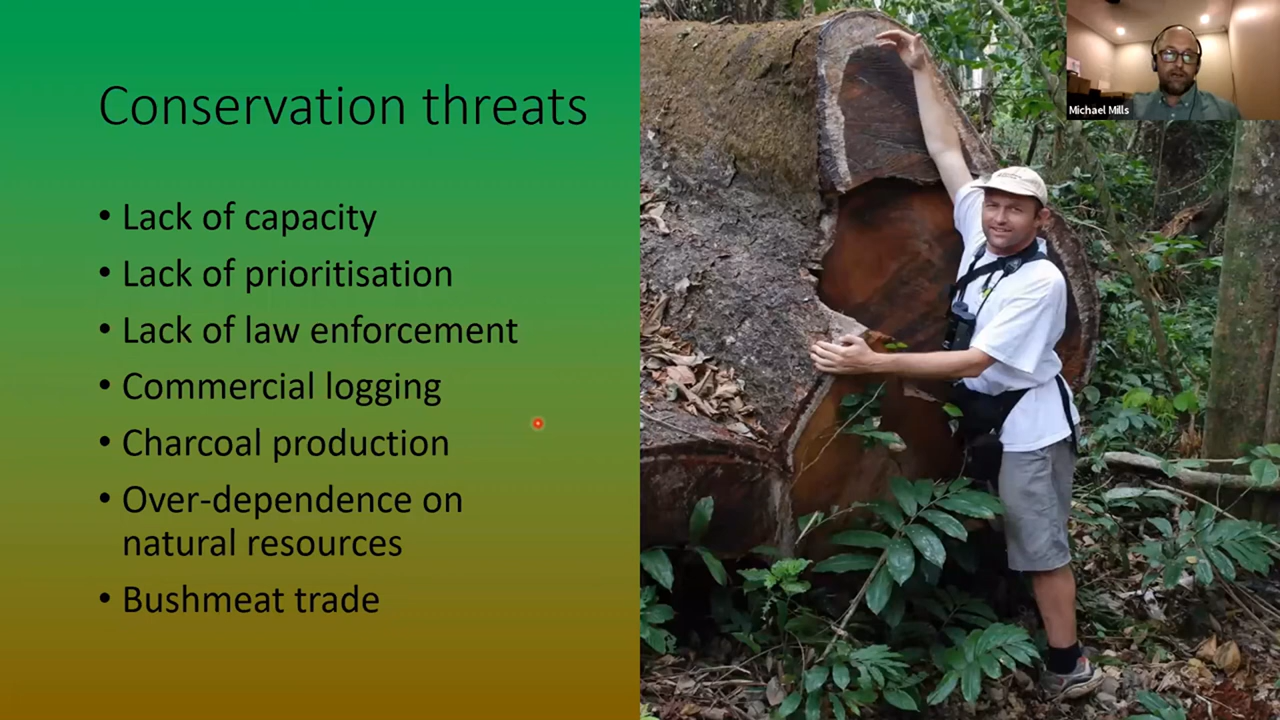 Conservation threats
• Lack of capacity
• Lack of prioritisation
• Lack of law enforcement
• Commercial logging
• Charcoal production
• Over-dependence on
natural resources
• Bushmeat trade
Michael Mills